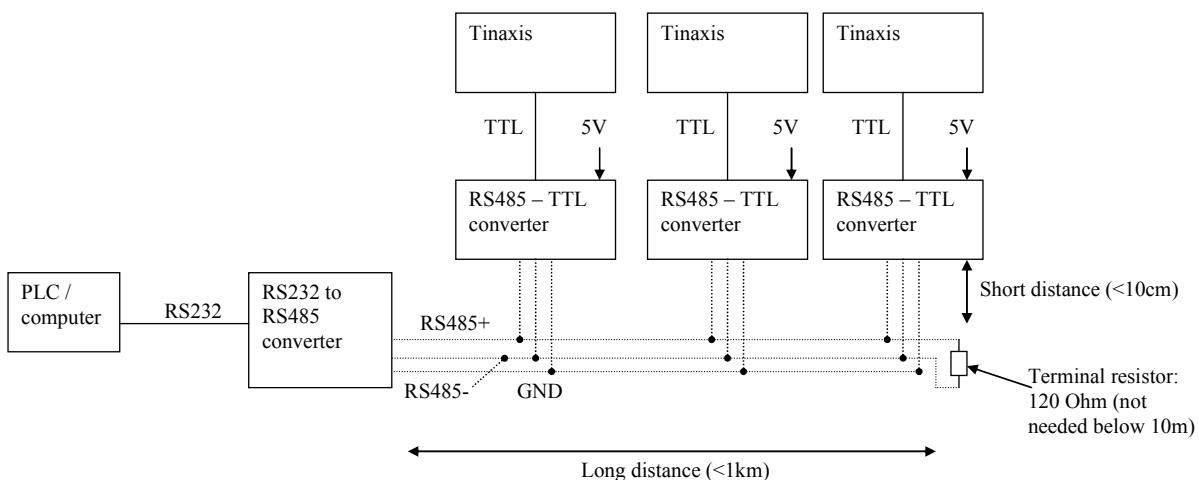 Tinaxis
Tinaxis
Tinaxis
TTL
5V
TTL
5V
TTL
5V
RS485 – TTL
converter
RS485 – TTL
converter
RS485 – TTL
converter
PLC /
computer
RS232
RS232 to
RS485
converter
RS485+
RS485-
GND
Short distance (<10cm)
Terminal resistor:
120 Ohm (not
needed below 10m)
Long distance (<1km)